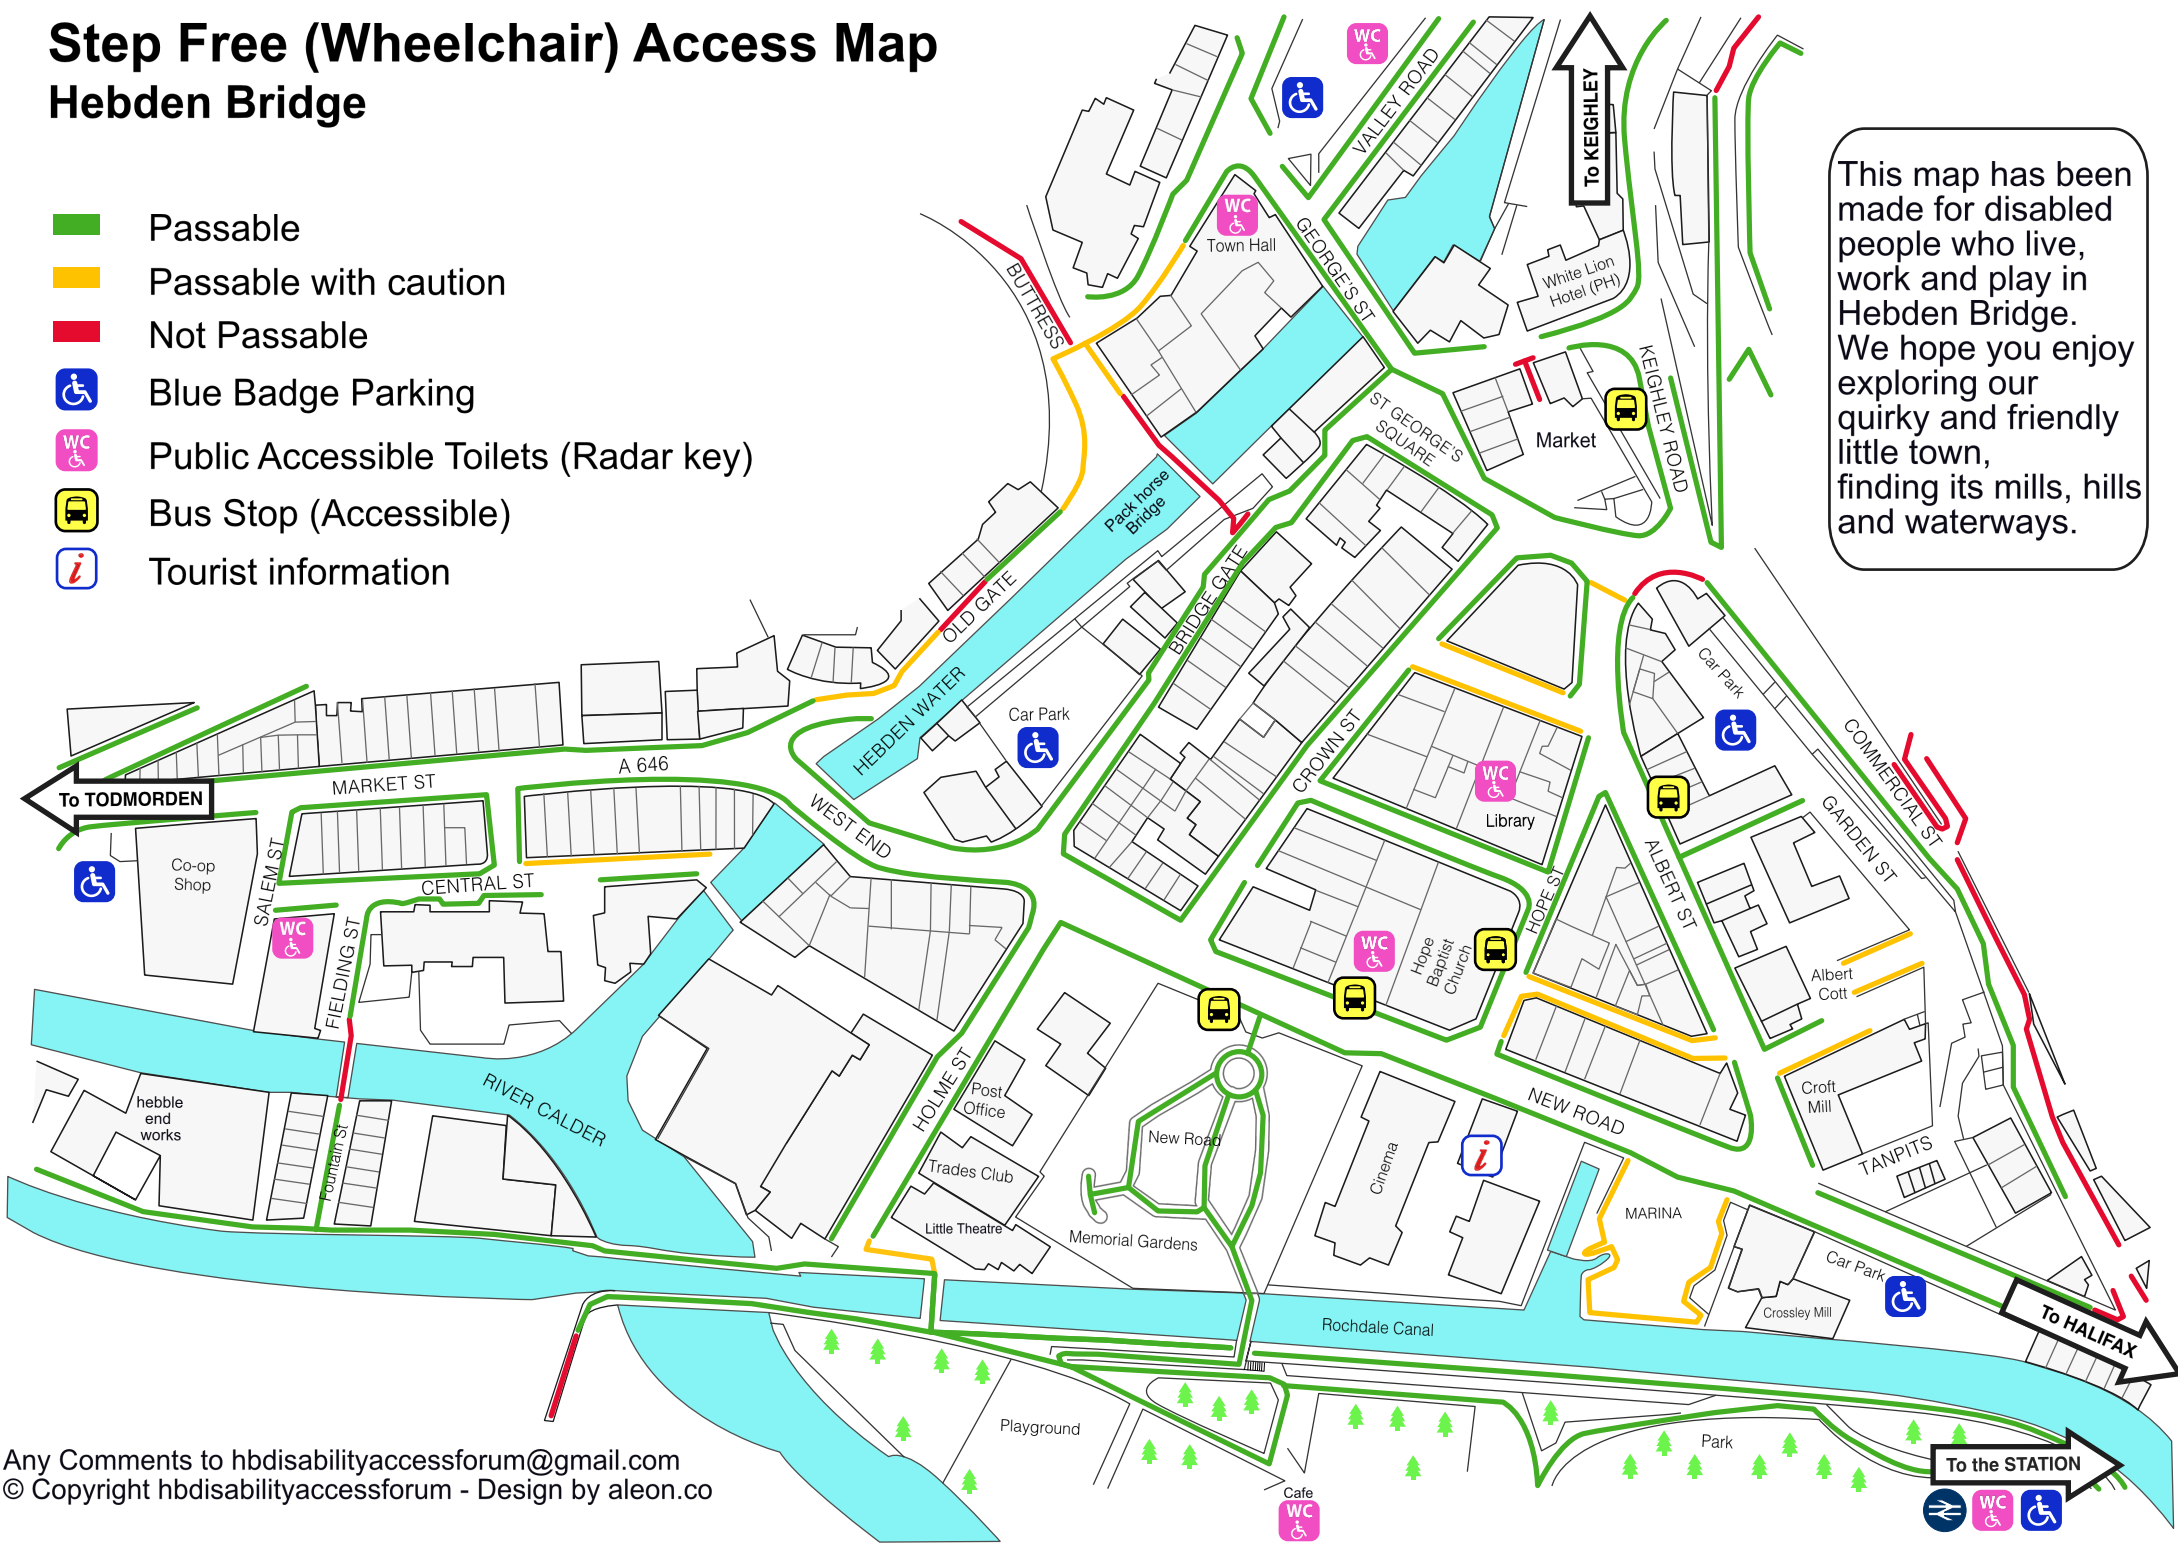 Step Free (Wheelchair) Access Map
Hebden Bridge
Passable
Passable with caution
Not Passable
Blue Badge Parking
WC
Public Accessible Toilets (Radar key)
Bus Stop (Accessible)
i
Tourist information
This map has been
made for disabled
people who live,
work and play in
Hebden Bridge.
We hope you enjoy
exploring our
quirky and friendly
little town,
finding its mills, hills
and waterways.
WC
VALLEY ROAD
To KEIGHLEY
WC
Town Hall
GEORGE'S ST
White Lion
Hotel (PH)
BUTTRESS
KEIGHLEY ROAD
ST GEORGE'S
SQUARE
Market
Pack horse
Bridge
OLD GATE
BRIDGE GATE
HEBDEN WATER
Car Park
Car Park
CROWN ST
COMMERCIAL ST
WC
Library
GARDEN ST
To TODMORDEN
MARKET ST
A 646
WEST END
Co-op
Shop
SALEM ST
CENTRAL ST
WC
FIELDING ST
HOPE ST
ALBERT ST
WC
Hope
Baptist
Church
Albert
Cott
Croft
Mill
TANPITS
hebble
end
works
RIVER CALDER
Fountain St
HOLME ST
Post
Office
Trades Club
Little Theatre
New Road
Memorial Gardens
Cinema
i
NEW ROAD
MARINA
Car Park
Crossley Mill
To HALIFAX
Rochdale Canal
Playground
Park
To the STATION
WC
Cafe
WC
Any Comments to hbdisabilityaccessforum@gmail.com
© Copyright hbdisabilityaccessforum - Design by aleon.co